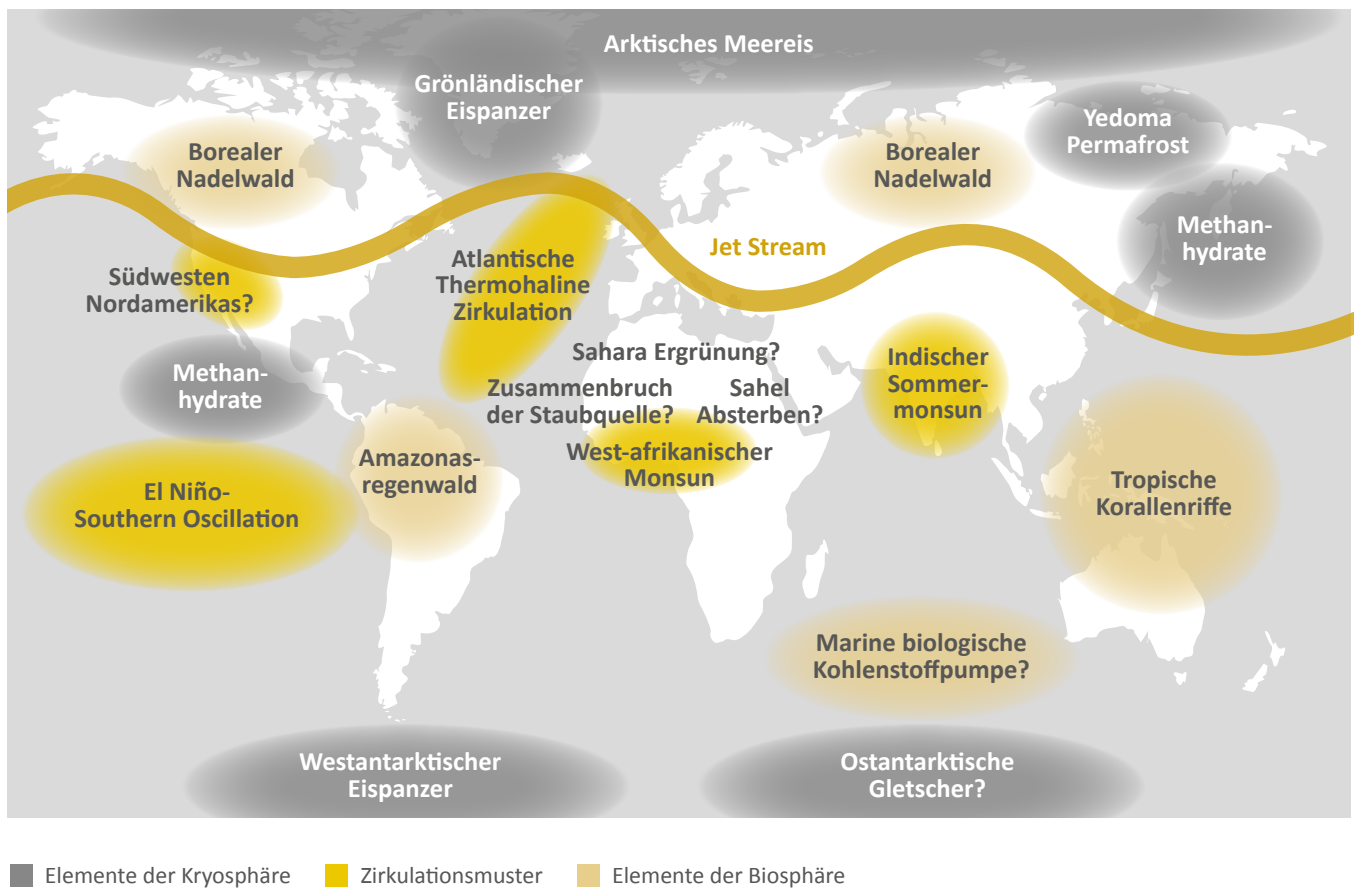 Arktisches Meereis
Grönländischer
Eispanzer
Yedoma
Permafrost
Borealer
Nadelwald
Borealer
Nadelwald
Methan-
hydrate
Jet Stream
Atlantische
Thermohaline
Zirkulation
Südwesten
Nordamerikas?
Sahara Ergrünung?
Indischer
Sommer-
monsun
Methan-
hydrate
Zusammenbruch
der Staubquelle?
Sahel
Absterben?
West-afrikanischer
Monsun
Amazonas-
regenwald
El Niño-
Southern Oscillation
Tropische
Korallenriffe
Marine biologische
Kohlenstoffpumpe?
Westantarktischer
Eispanzer
Ostantarktische
Gletscher?
Elemente der Kryosphäre
Zirkulationsmuster
Elemente der Biosphäre